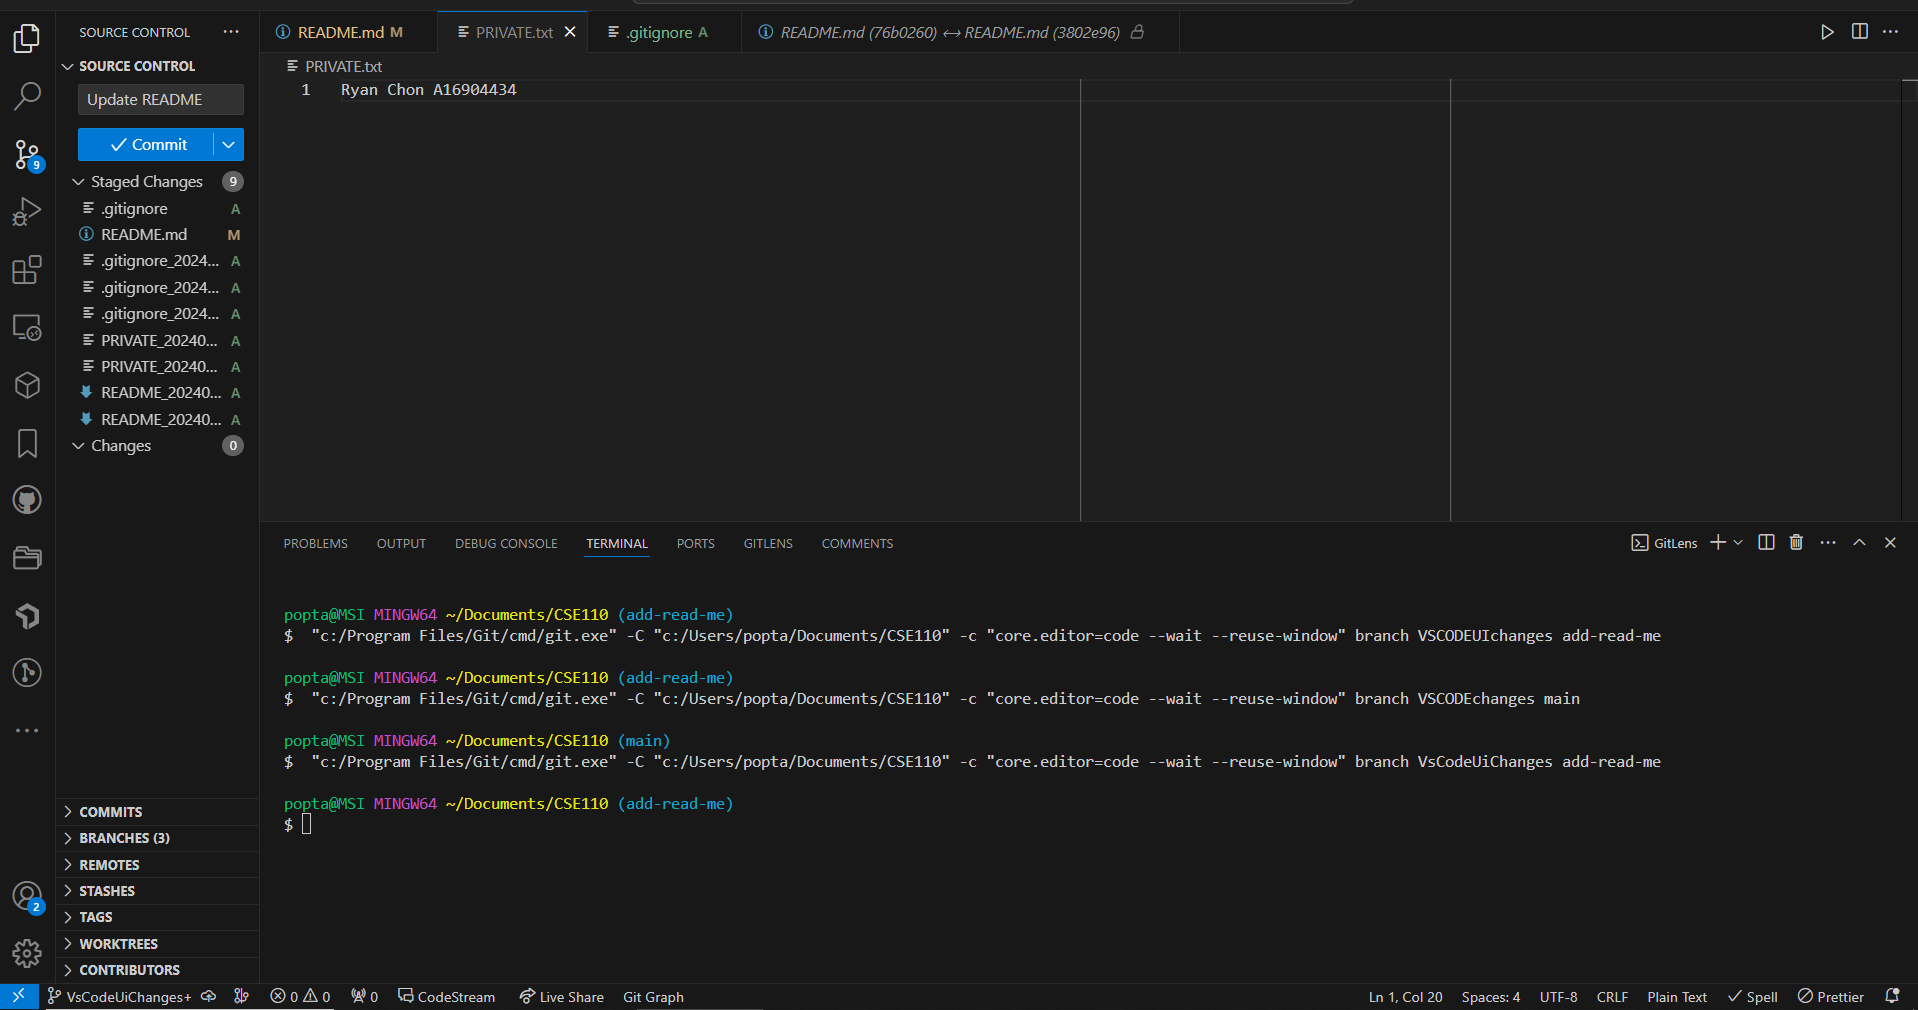 SOURCE CONTROL ···
README.md M
PRIVATE.txt
.gitignore A
README.md (76b0260) ↔ README.md (3802e96)
SOURCE CONTROL
PRIVATE.txt
1 Ryan Chon A16904434
Update README
Commit
9
Staged Changes 9
.gitignore A
README.md M
.gitignore_2024... A
.gitignore_2024... A
.gitignore_2024... A
PRIVATE_20240... A
PRIVATE_20240... A
README_20240... A
README_20240... A
Changes 0
PROBLEMS OUTPUT DEBUG CONSOLE TERMINAL PORTS GITLENS COMMENTS
GitLens
popta@MSI MINGW64 ~/Documents/CSE110 (add-read-me)
$ "c:/Program Files/Git/cmd/git.exe" -C "c:/Users/popta/Documents/CSE110" -c "core.editor=code --wait --reuse-window" branch VSCODEUIchanges add-read-me
popta@MSI MINGW64 ~/Documents/CSE110 (add-read-me)
$ "c:/Program Files/Git/cmd/git.exe" -C "c:/Users/popta/Documents/CSE110" -c "core.editor=code --wait --reuse-window" branch VSCODEchanges main
popta@MSI MINGW64 ~/Documents/CSE110 (main)
$ "c:/Program Files/Git/cmd/git.exe" -C "c:/Users/popta/Documents/CSE110" -c "core.editor=code --wait --reuse-window" branch VsCodeUiChanges add-read-me
popta@MSI MINGW64 ~/Documents/CSE110 (add-read-me)
$
COMMITS
BRANCHES (3)
REMOTES
STASHES
TAGS
WORKTREES
CONTRIBUTORS
2
VsCodeUiChanges+ 0 0 0 CodeStream Live Share Git Graph
Ln 1, Col 20 Spaces: 4 UTF-8 CRLF Plain Text Spell Prettier